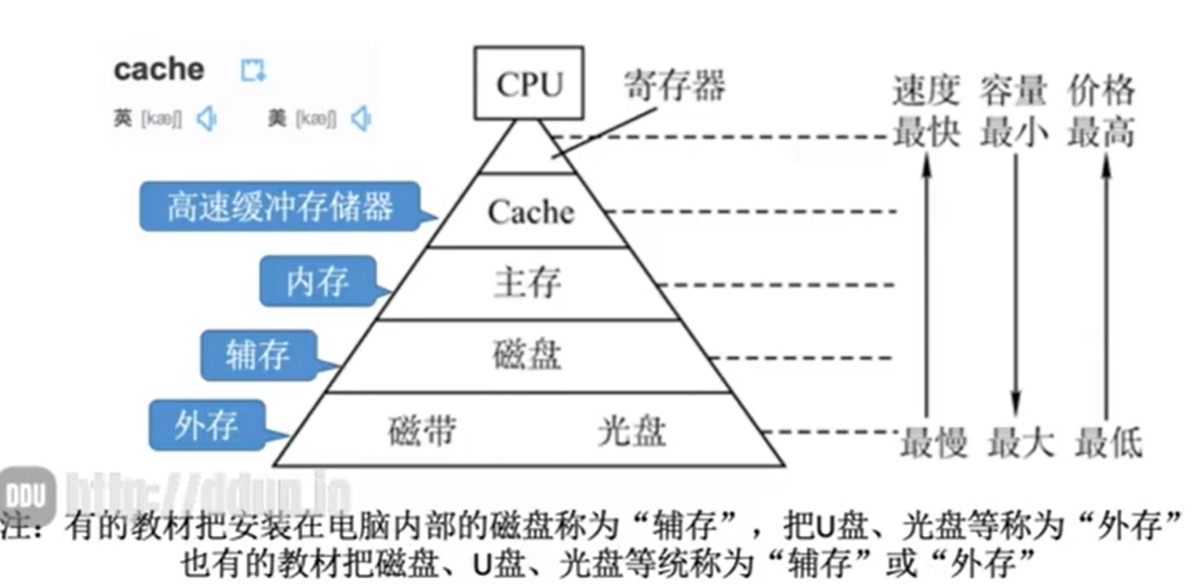 cache
英 [kæʃ] 美 [kæʃ]
CPU
寄存器
速度 容量 价格
最快 最小 最高
高速缓冲存储器
Cache
内存
主存
辅存
磁盘
外存
磁带 光盘
最慢 最大 最低
DDU http://ddup.io
注：有的教材把安装在电脑内部的磁盘称为“辅存”，把U盘、光盘等称为“外存”
也有的教材把磁盘、U盘、光盘等统称为“辅存”或“外存”